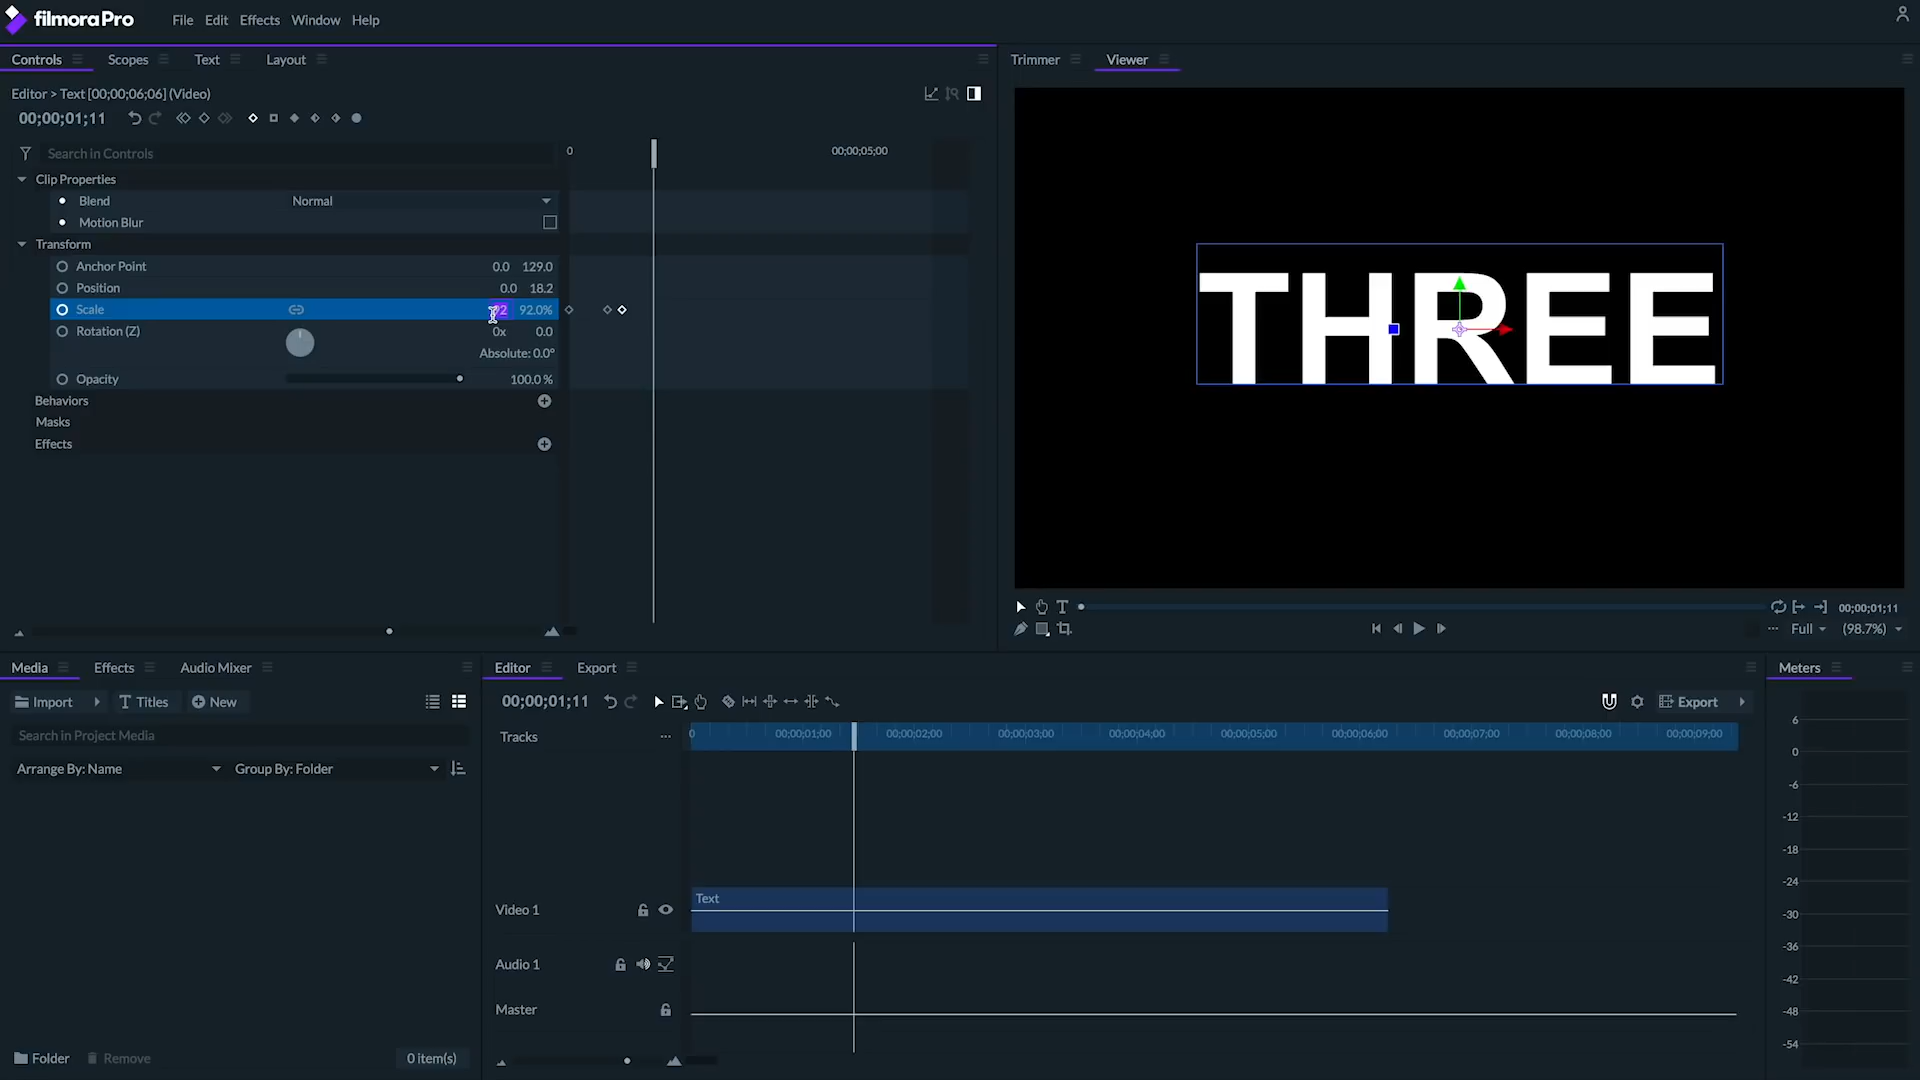 filmoraPro File Edit Effects Window Help
Controls Scopes Text Layout
Editor > Text [00;00;06;06] (Video)
00;00;01;11
Search in Controls
0 00;00;05;00
Clip Properties
Blend Normal
Motion Blur
Transform
Anchor Point 0.0 129.0
Position 0.0 18.2
Scale 92 92.0%
Rotation (Z) 0x 0.0
Absolute: 0.0°
Opacity 100.0 %
Behaviors
Masks
Effects
Trimmer Viewer
THREE
00;00;01;11
Full (98.7%)
Media Effects Audio Mixer
Import Titles New
Search in Project Media
Arrange By: Name Group By: Folder
Folder Remove 0 item(s)
Editor Export
00;00;01;11 Export
Tracks 0 00;00;01;00 00;00;02;00 00;00;03;00 00;00;04;00 00;00;05;00 00;00;06;00 00;00;07;00 00;00;08;00 00;00;09;00
Text
Video 1
Audio 1
Master
Meters
6
0
-6
-12
-18
-24
-30
-36
-42
-48
-54